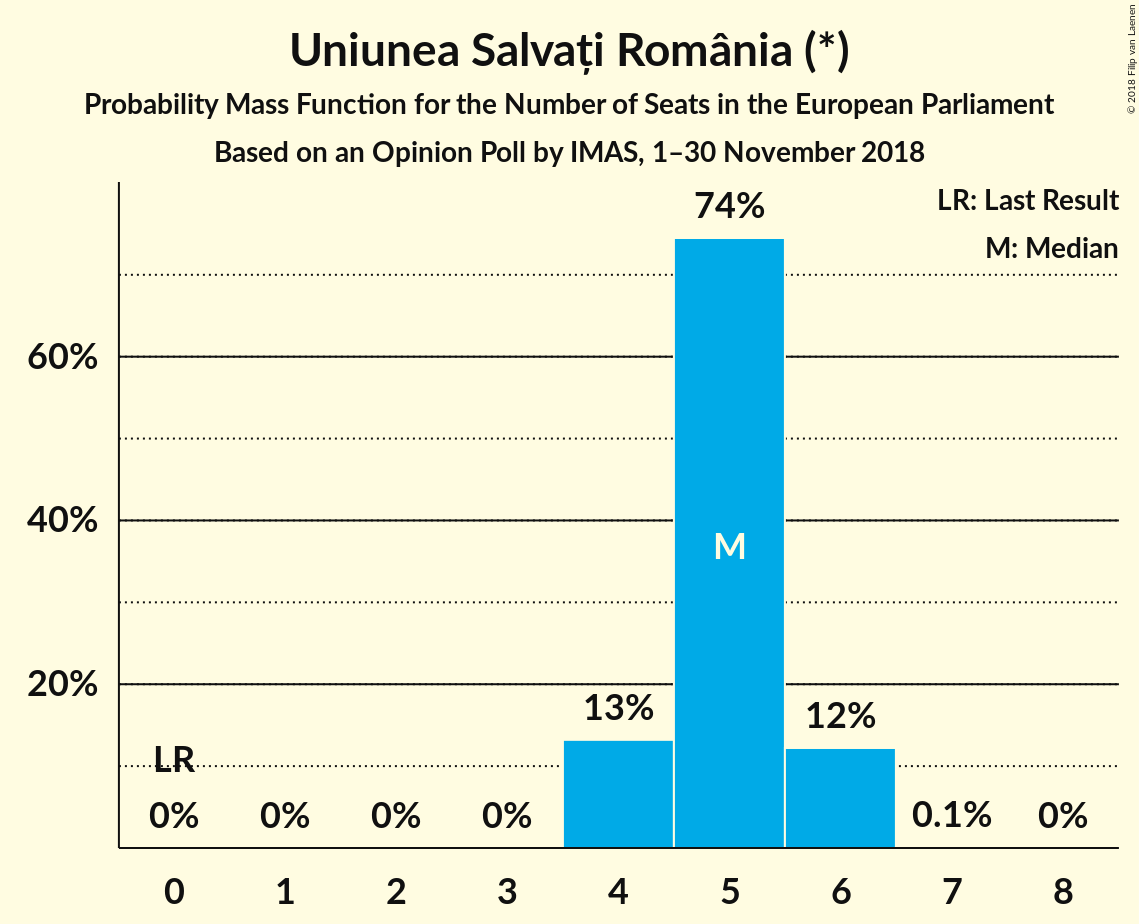 Uniunea Salvați România (*)
Probability Mass Function for the Number of Seats in the European Parliament
Based on an Opinion Poll by IMAS, 1–30 November 2018
© 2018 Filip van Laenen
LR: Last Result
M: Median
74%
60%
40%
M
20%
13%
12%
LR
0% 0% 0% 0% 0.1% 0%
0 1 2 3 4 5 6 7 8